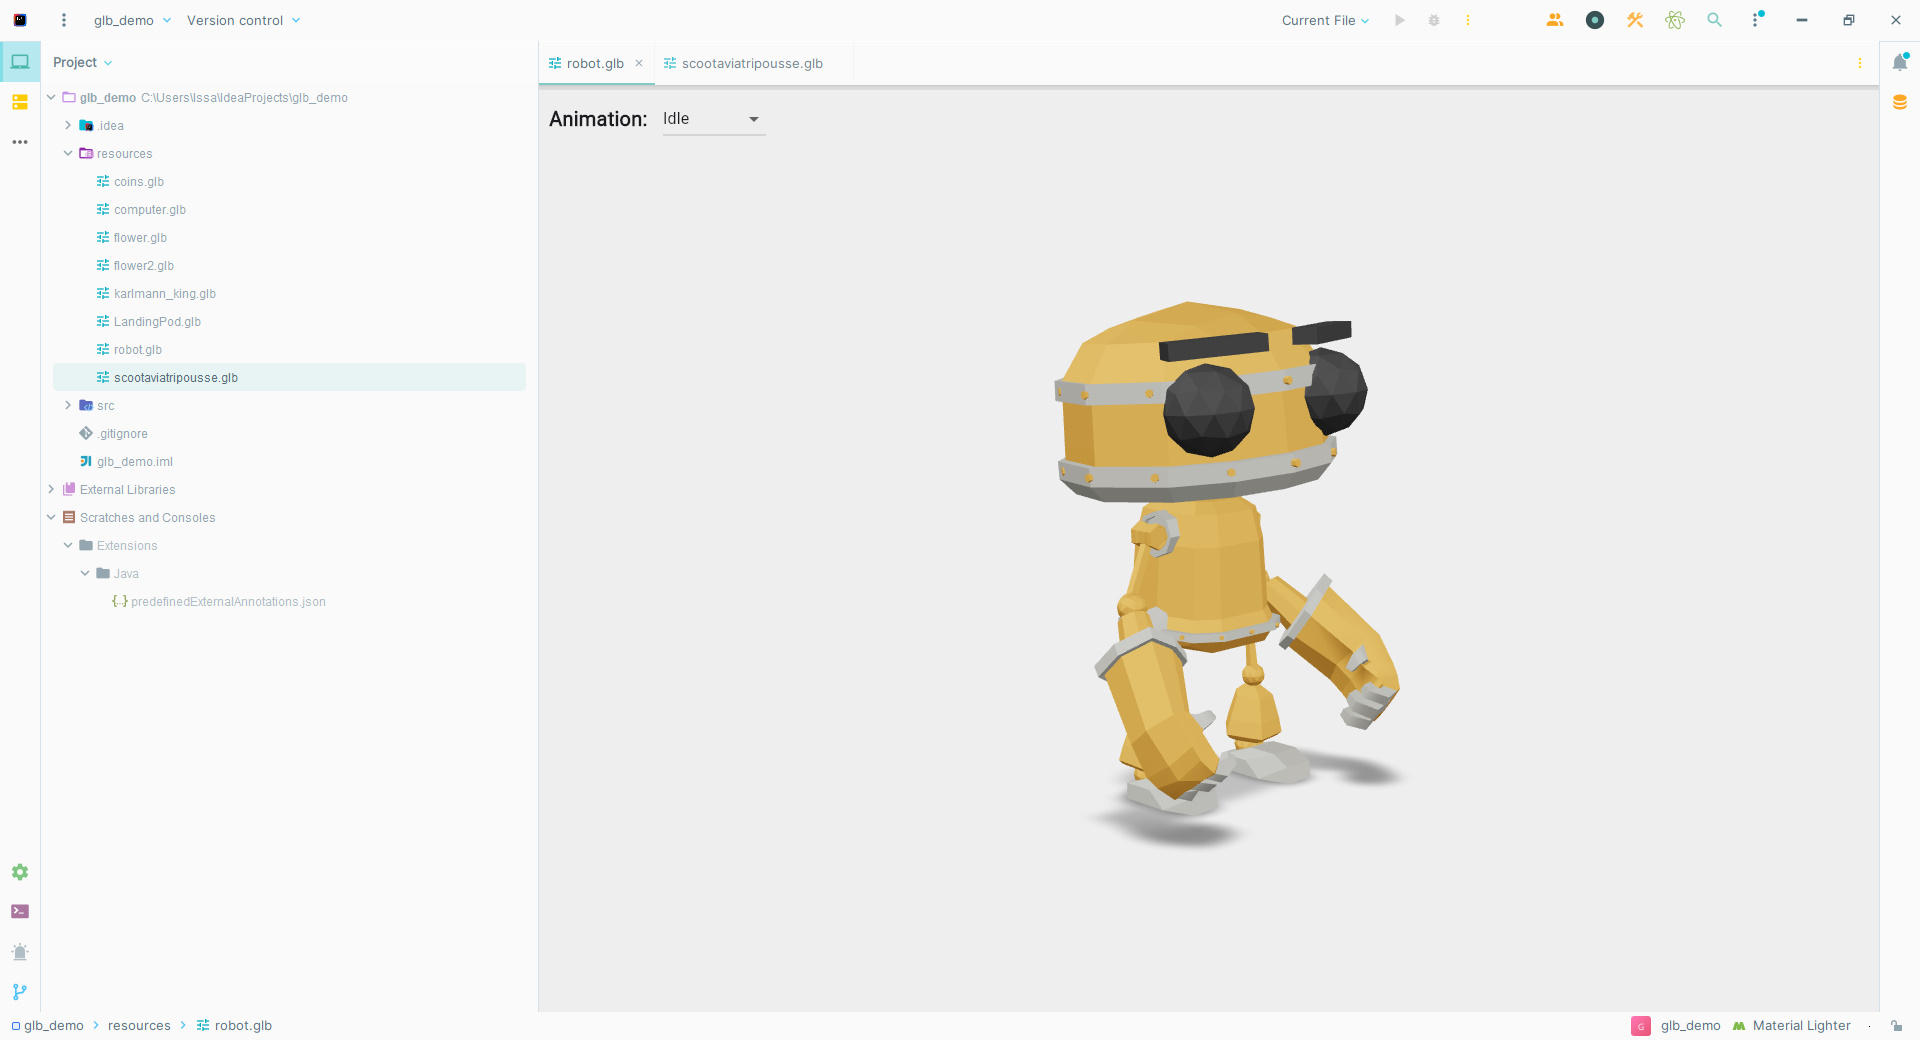 glb_demo Version control Current File
Project
robot.glb scootaviatripousse.glb
glb_demo C:\Users\Issa\IdeaProjects\glb_demo
.idea
resources
coins.glb
computer.glb
flower.glb
flower2.glb
karlmann_king.glb
LandingPod.glb
robot.glb
scootaviatripousse.glb
src
.gitignore
glb_demo.iml
External Libraries
Scratches and Consoles
Extensions
Java
predefinedExternalAnnotations.json
Animation: Idle
glb_demo resources robot.glb
G glb_demo Material Lighter